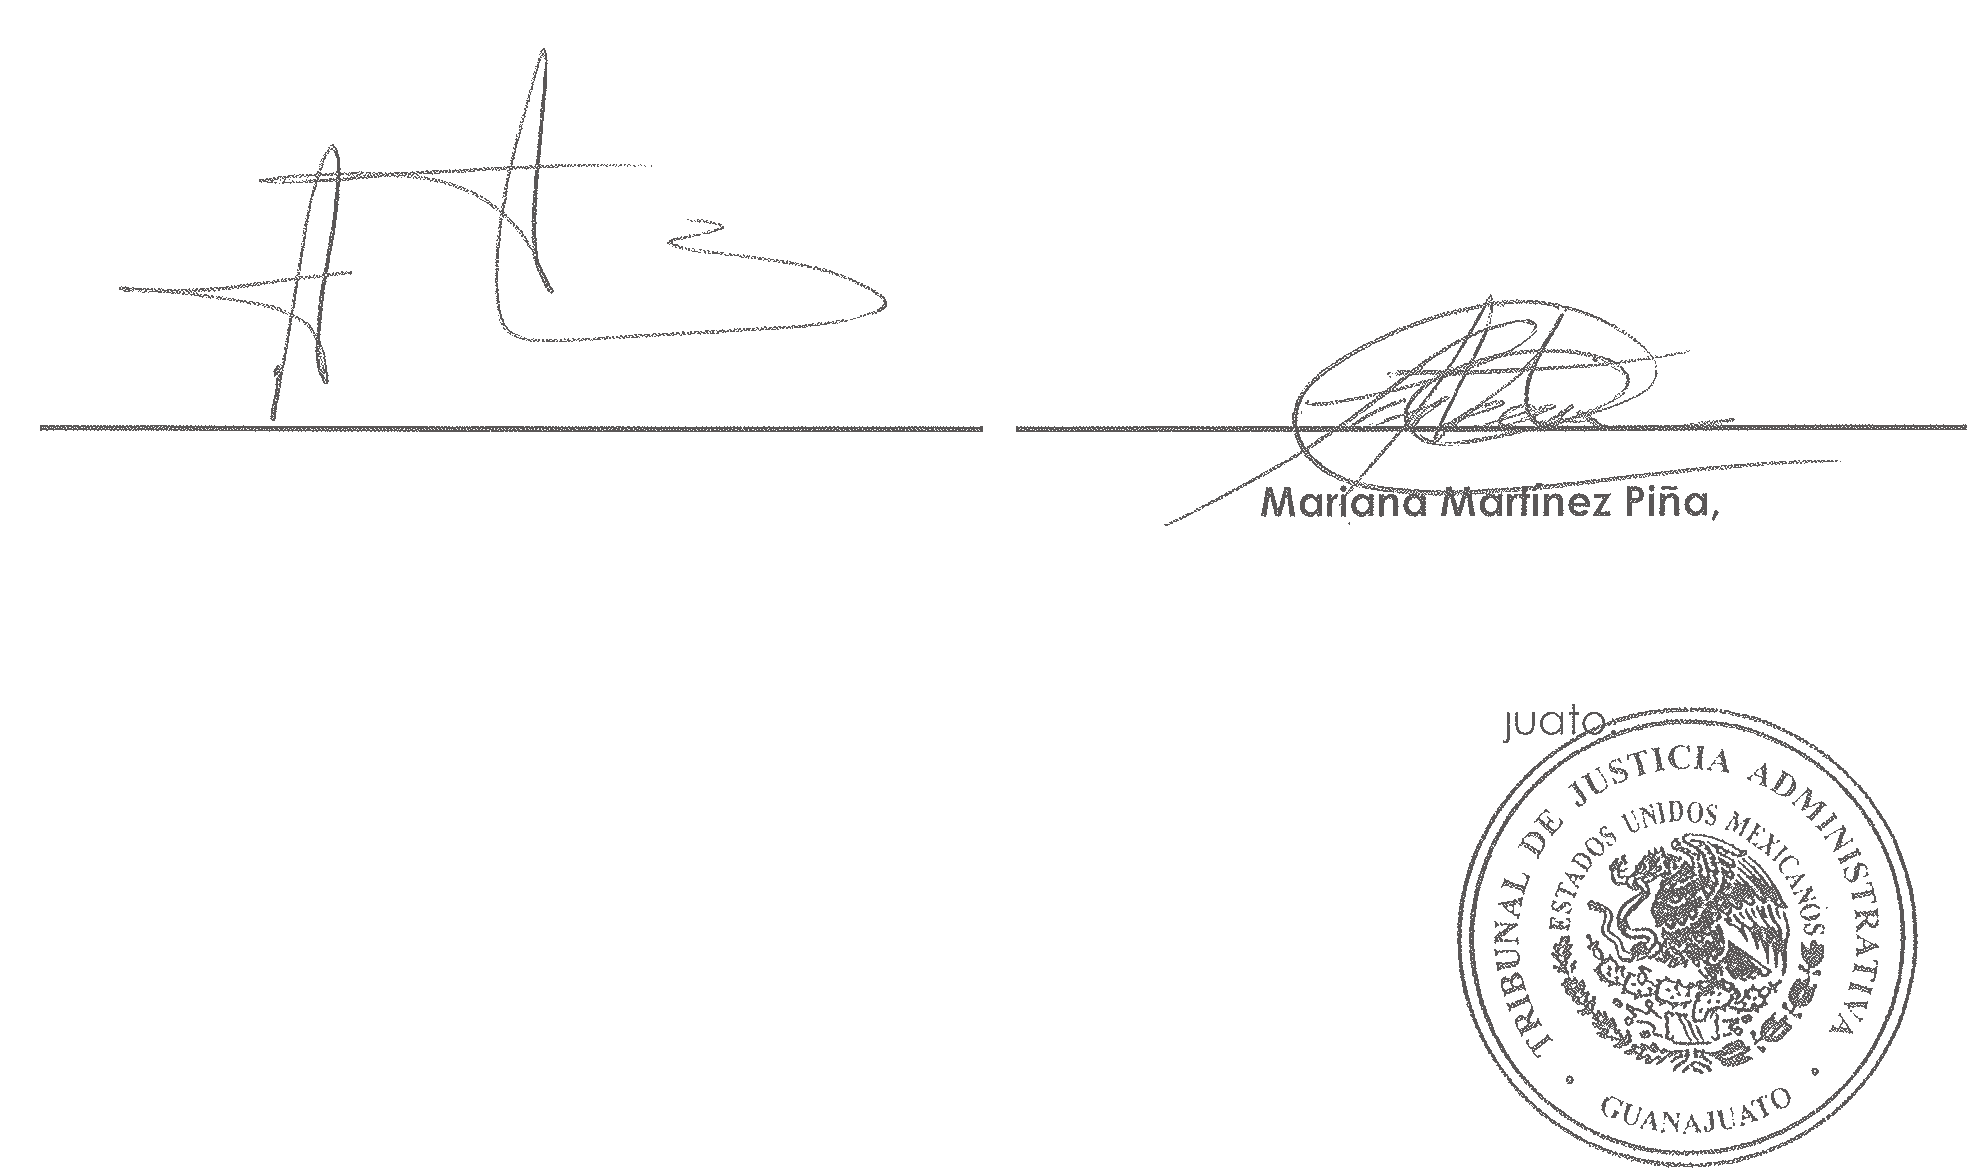 Mariana Martínez Piña,
juato.
TRIBUNAL DE JUSTICIA ADMINISTRATIVA
ESTADOS UNIDOS MEXICANOS
GUANAJUATO